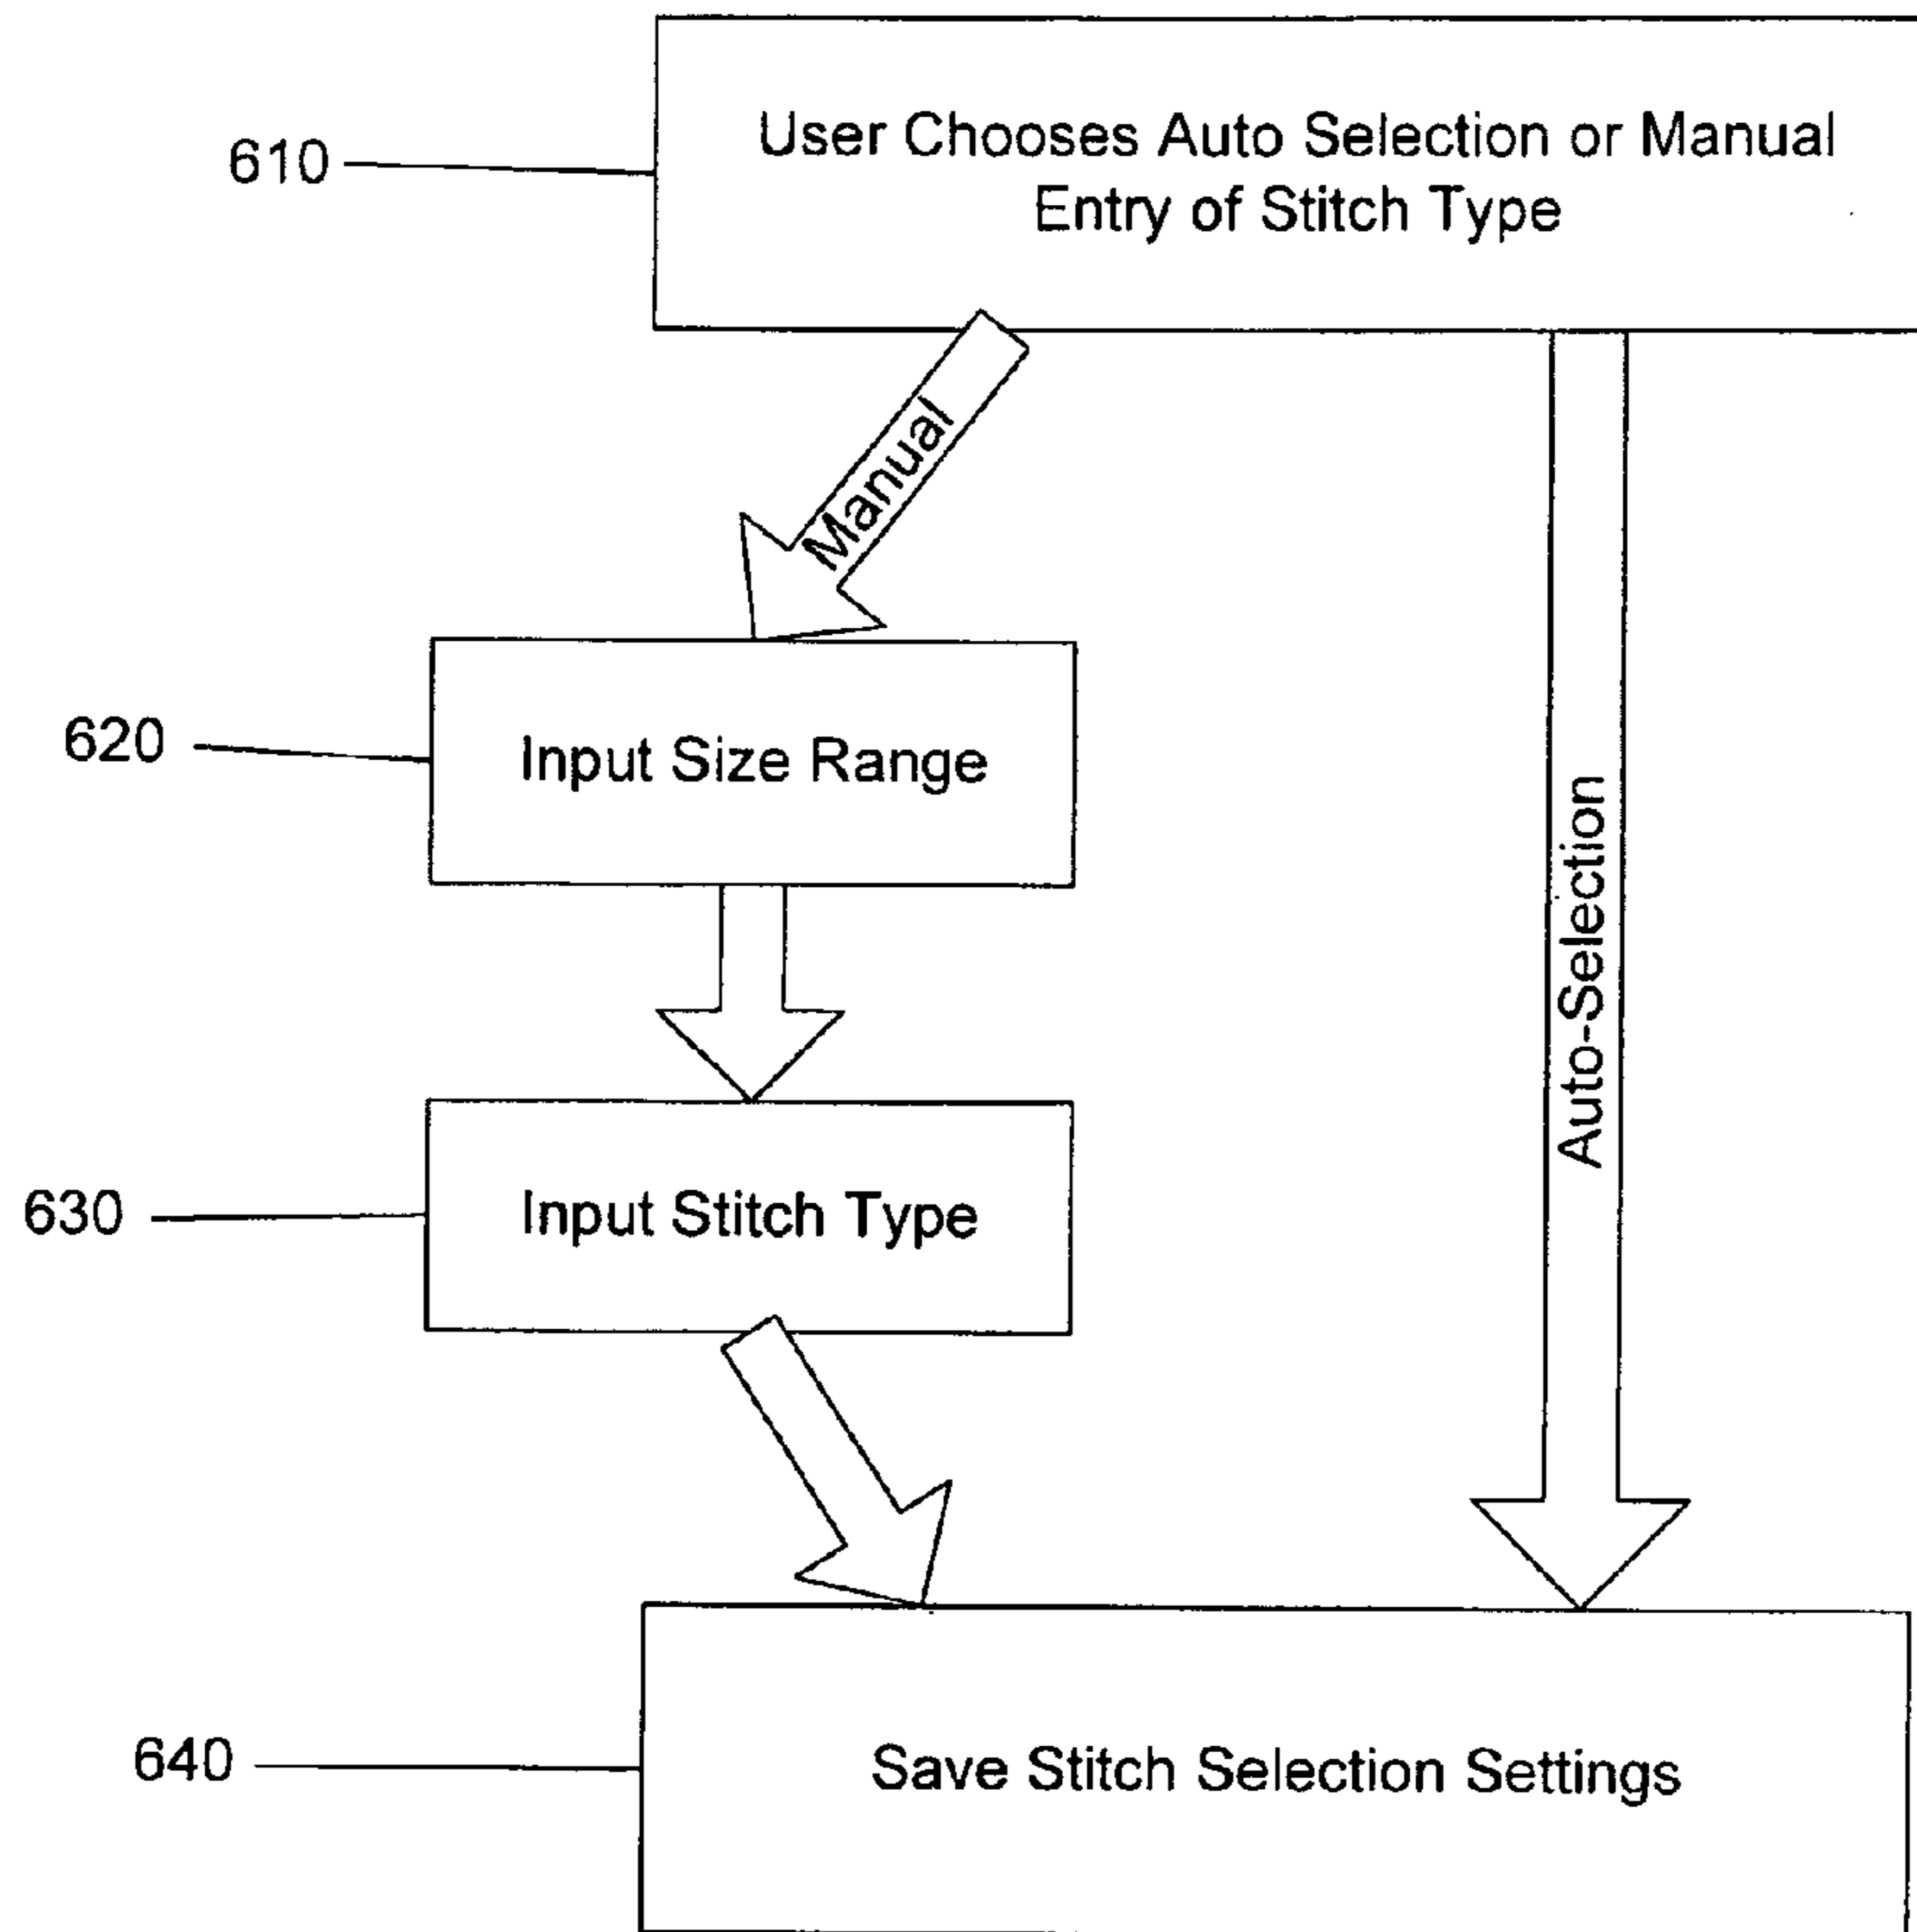 610
User Chooses Auto Selection or Manual
Entry of Stitch Type
Manual
620
Input Size Range
Auto-Selection
630
Input Stitch Type
640
Save Stitch Selection Settings